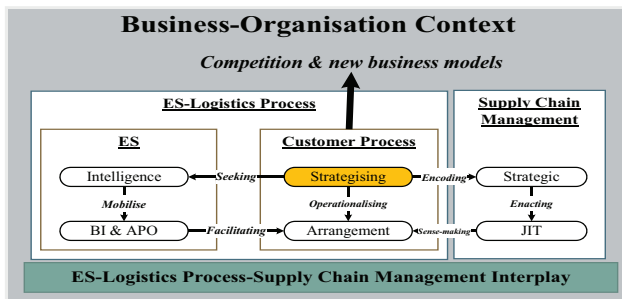 Business-Organisation Context
Competition & new business models
ES-Logistics Process
Supply Chain
Management
ES
Customer Process
Intelligence
Seeking
Strategising
Encoding
Strategic
Mobilise
Operationalising
Enacting
BI & APO
Facilitating
Arrangement
Sense-making
JIT
ES-Logistics Process-Supply Chain Management Interplay